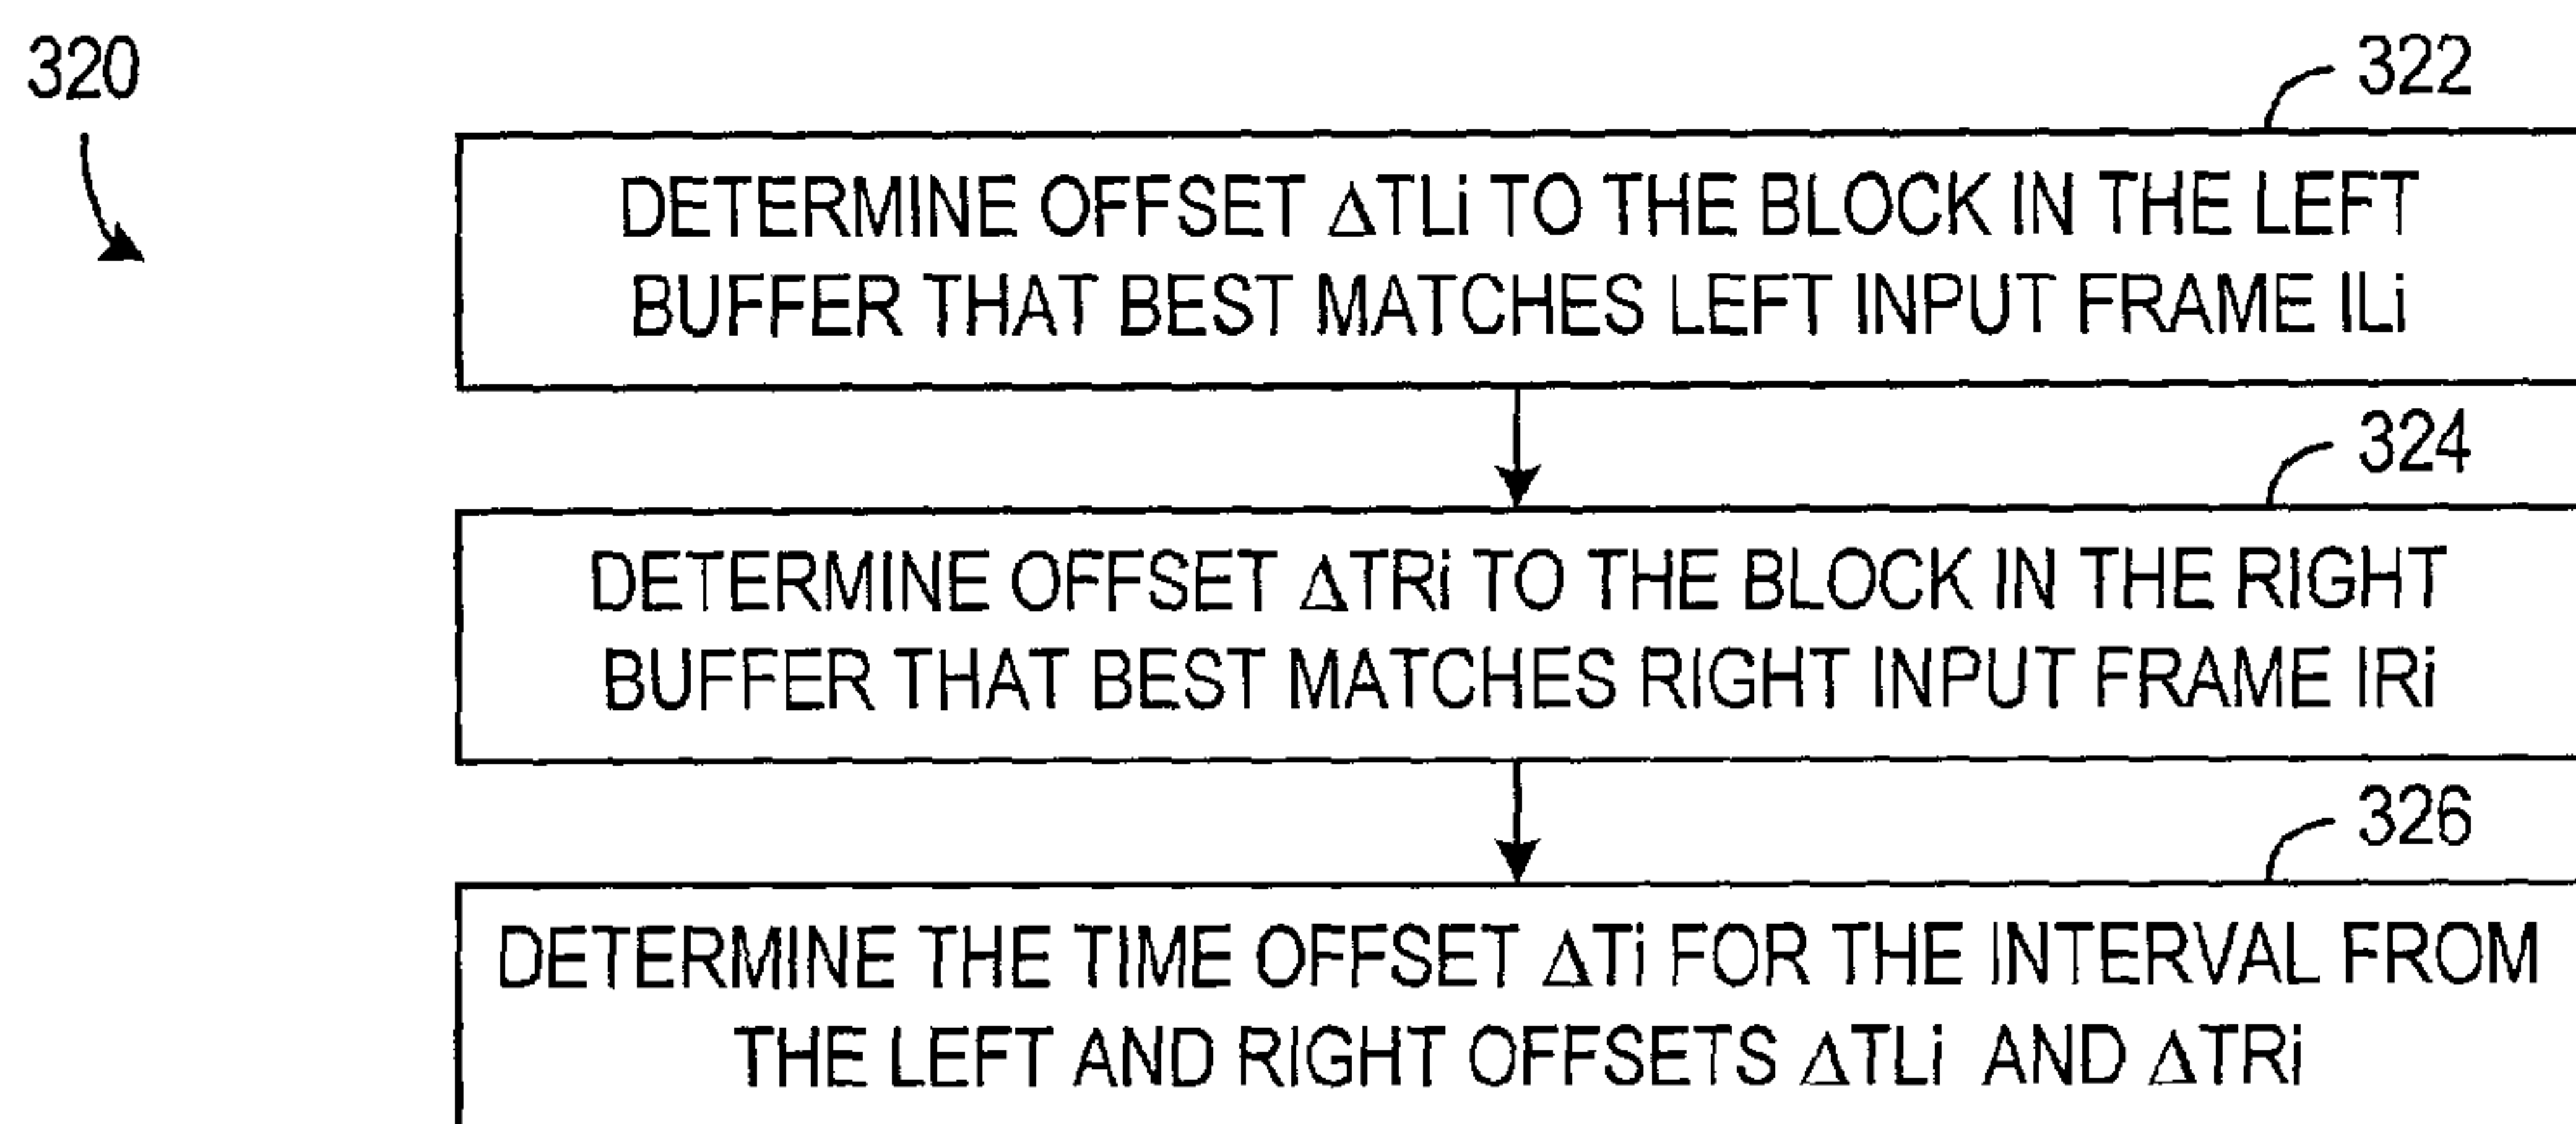 320
322
DETERMINE OFFSET ΔTLi TO THE BLOCK IN THE LEFT
BUFFER THAT BEST MATCHES LEFT INPUT FRAME ILi
324
DETERMINE OFFSET ΔTRi TO THE BLOCK IN THE RIGHT
BUFFER THAT BEST MATCHES RIGHT INPUT FRAME IRi
326
DETERMINE THE TIME OFFSET ΔTi FOR THE INTERVAL FROM
THE LEFT AND RIGHT OFFSETS ΔTLi AND ΔTRi